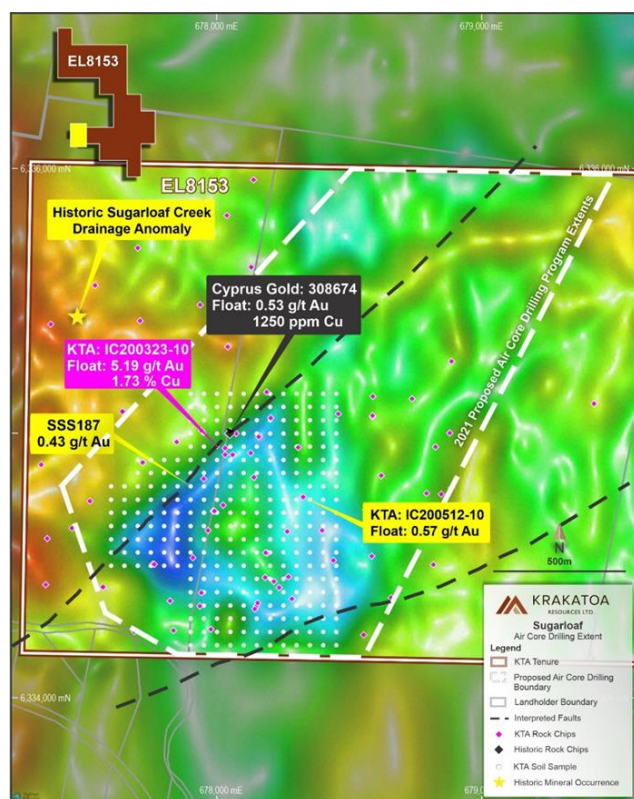 678,000 mE
679,000 mE
EL8153
6,336,000 mN
6,336,000 mN
EL8153
Historic Sugarloaf Creek
Drainage Anomaly
Cyprus Gold: 308674
Float: 0.53 g/t Au
1250 ppm Cu
KTA: IC200323-10
Float: 5.19 g/t Au
1.73 % Cu
SSS187
0.43 g/t Au
KTA: IC200512-10
Float: 0.57 g/t Au
2021 Proposed Air Core Drilling Program Extents
N
500m
KRAKATOA
RESOURCES LTD
Sugarloaf
Air Core Drilling Extent
Legend
KTA Tenure
Proposed Air Core Drilling
Boundary
Landholder Boundary
Interpreted Faults
KTA Rock Chips
Historic Rock Chips
KTA Soil Sample
Historic Mineral Occurrence
6,334,000 mN
678,000 mE